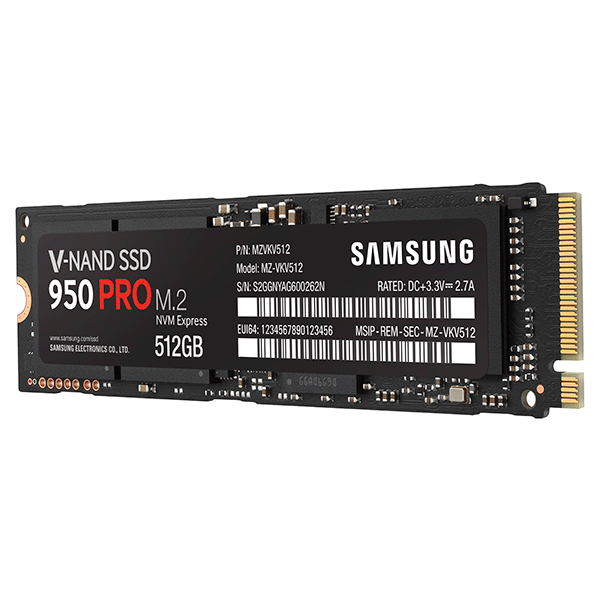 V-NAND SSD
950 PRO M.2
NVM Express
www.samsung.com/ssd
SAMSUNG ELECTRONICS CO., LTD.
512GB
P/N: MZVKV512
Model: MZ-VKV512
S/N: S2GGNYAG600262N
SAMSUNG
RATED: DC+3.3V⎓ 2.7A
EUI64: 1234567890123456
MSIP-REM-SEC-MZ-VKV512